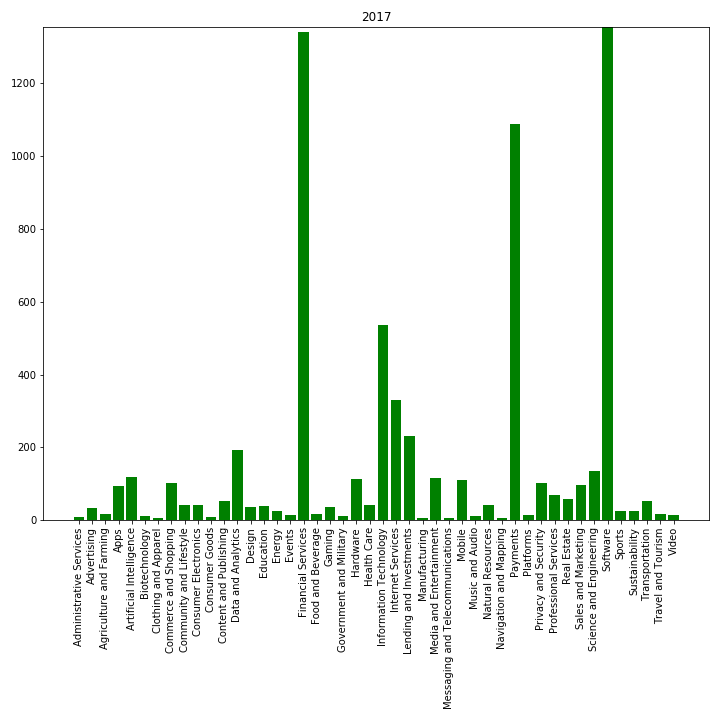 2017
1200
1000
800
600
400
200
0
Administrative Services
Advertising
Agriculture and Farming
Apps
Artificial Intelligence
Biotechnology
Clothing and Apparel
Commerce and Shopping
Community and Lifestyle
Consumer Electronics
Consumer Goods
Content and Publishing
Data and Analytics
Design
Education
Energy
Events
Financial Services
Food and Beverage
Gaming
Government and Military
Hardware
Health Care
Information Technology
Internet Services
Lending and Investments
Manufacturing
Media and Entertainment
Messaging and Telecommunications
Mobile
Music and Audio
Natural Resources
Navigation and Mapping
Payments
Platforms
Privacy and Security
Professional Services
Real Estate
Sales and Marketing
Science and Engineering
Software
Sports
Sustainability
Transportation
Travel and Tourism
Video